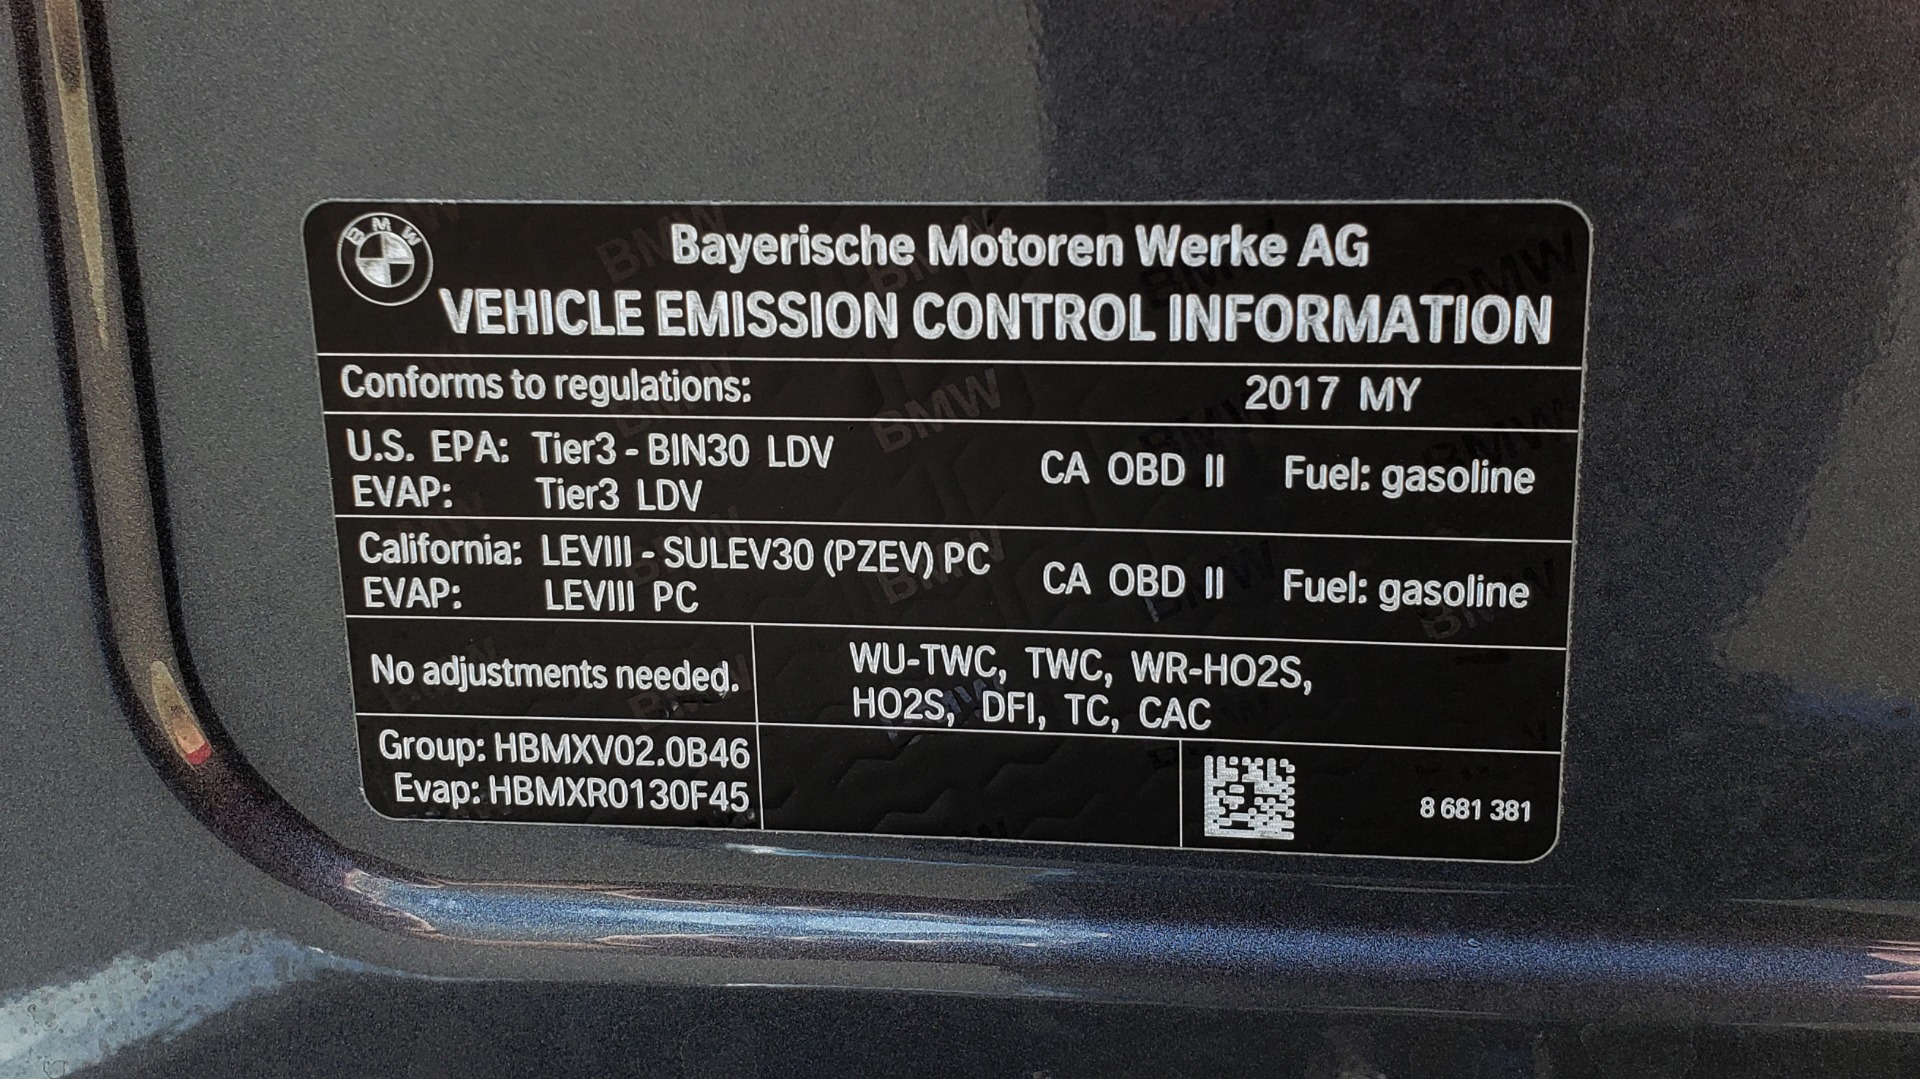 BMW
Bayerische Motoren Werke AG
VEHICLE EMISSION CONTROL INFORMATION
Conforms to regulations: 2017 MY
U.S. EPA: Tier3 - BIN30 LDV CA OBD II Fuel: gasoline
EVAP: Tier3 LDV
California: LEVIII - SULEV30 (PZEV) PC CA OBD II Fuel: gasoline
EVAP: LEVIII PC
No adjustments needed.
WU-TWC, TWC, WR-HO2S,
HO2S, DFI, TC, CAC
Group: HBMXV02.0B46
Evap: HBMXR0130F45
8 681 381